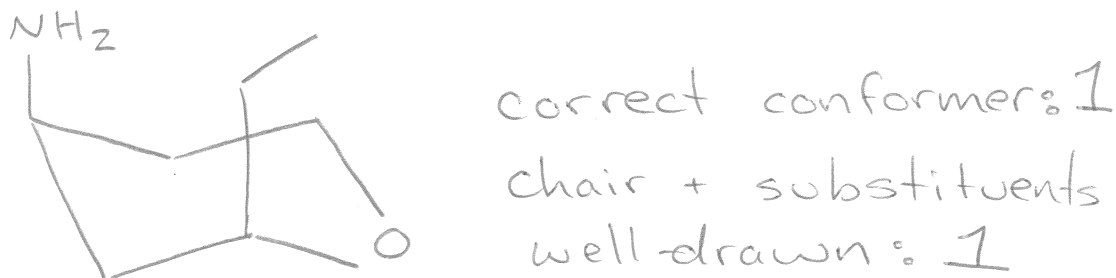 NH2
correct conformer: 1
chair + substituents
well-drawn: 1
O